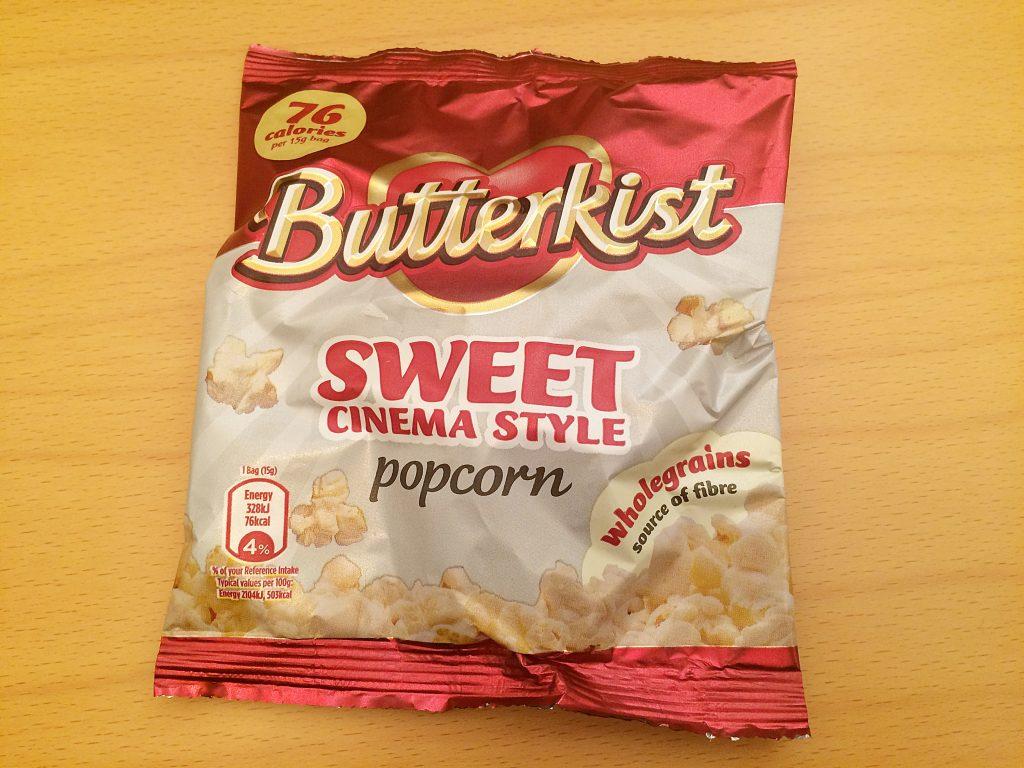 76
calories
per 15g bag
Butterkist
SWEET
CINEMA STYLE
popcorn
wholegrains
source of fibre
1 Bag (15g)
Energy
328kJ
76kcal
4%
% of your Reference Intake
Typical values per 100g:
Energy 2104kJ, 503kcal